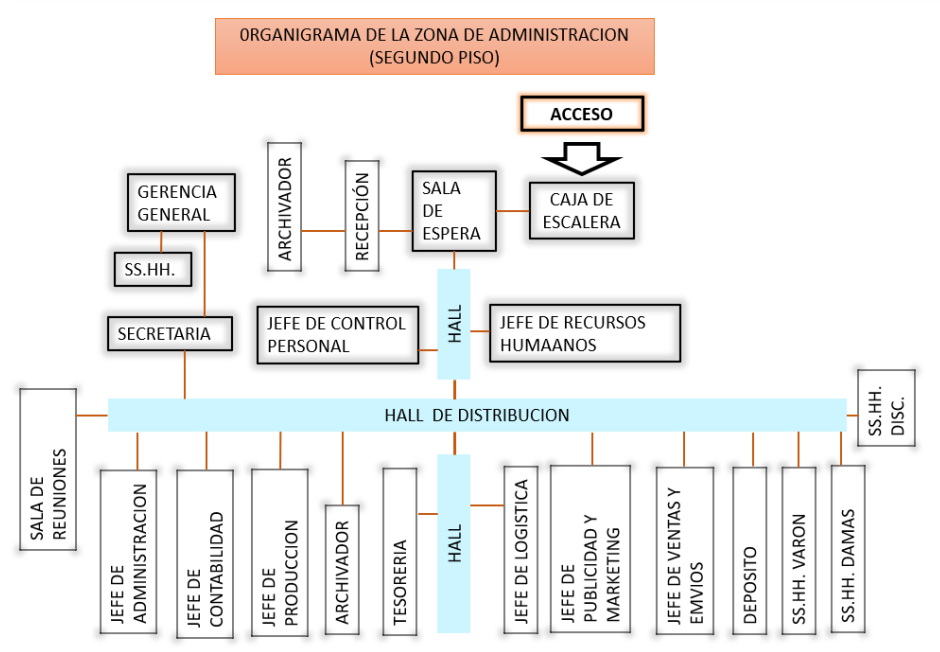 0RGANIGRAMA DE LA ZONA DE ADMINISTRACION
(SEGUNDO PISO)
ACCESO
ARCHIVADOR
RECEPCIÓN
SALA
DE
ESPERA
CAJA DE
ESCALERA
GERENCIA
GENERAL
SS.HH.
SECRETARIA
JEFE DE CONTROL
PERSONAL
HALL
JEFE DE RECURSOS
HUMAANOS
SALA DE
REUNIONES
HALL DE DISTRIBUCION
SS.HH.
DISC.
JEFE DE
ADMINISTRACION
JEFE DE
CONTABILIDAD
JEFE DE
PRODUCCION
ARCHIVADOR
TESORERIA
HALL
JEFE DE LOGISTICA
JEFE DE
PUBLICIDAD Y
MARKETING
JEFE DE VENTAS Y
EMVIOS
DEPOSITO
SS.HH. VARON
SS.HH. DAMAS